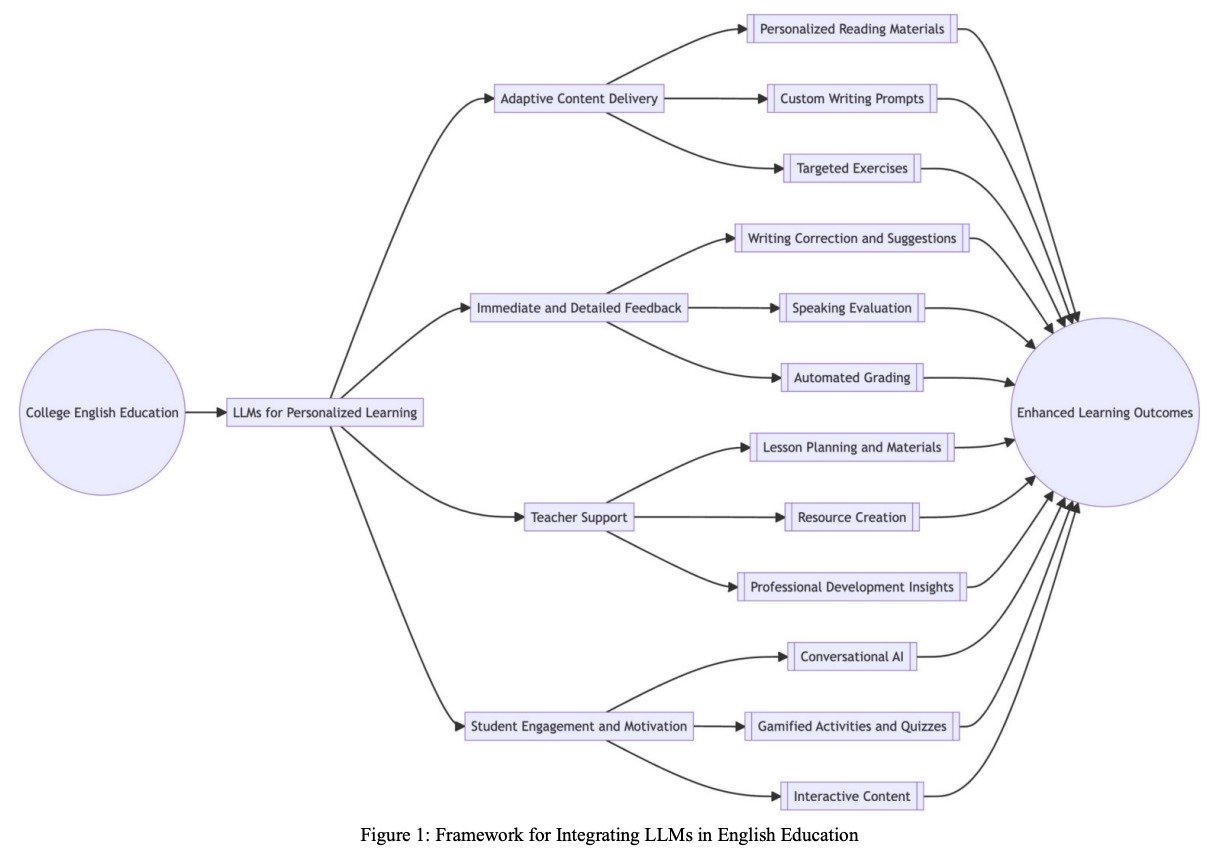 College English Education
LLMs for Personalized Learning
Adaptive Content Delivery
Personalized Reading Materials
Custom Writing Prompts
Targeted Exercises
Immediate and Detailed Feedback
Writing Correction and Suggestions
Speaking Evaluation
Automated Grading
Teacher Support
Lesson Planning and Materials
Resource Creation
Professional Development Insights
Student Engagement and Motivation
Conversational AI
Gamified Activities and Quizzes
Interactive Content
Enhanced Learning Outcomes
Figure 1: Framework for Integrating LLMs in English Education